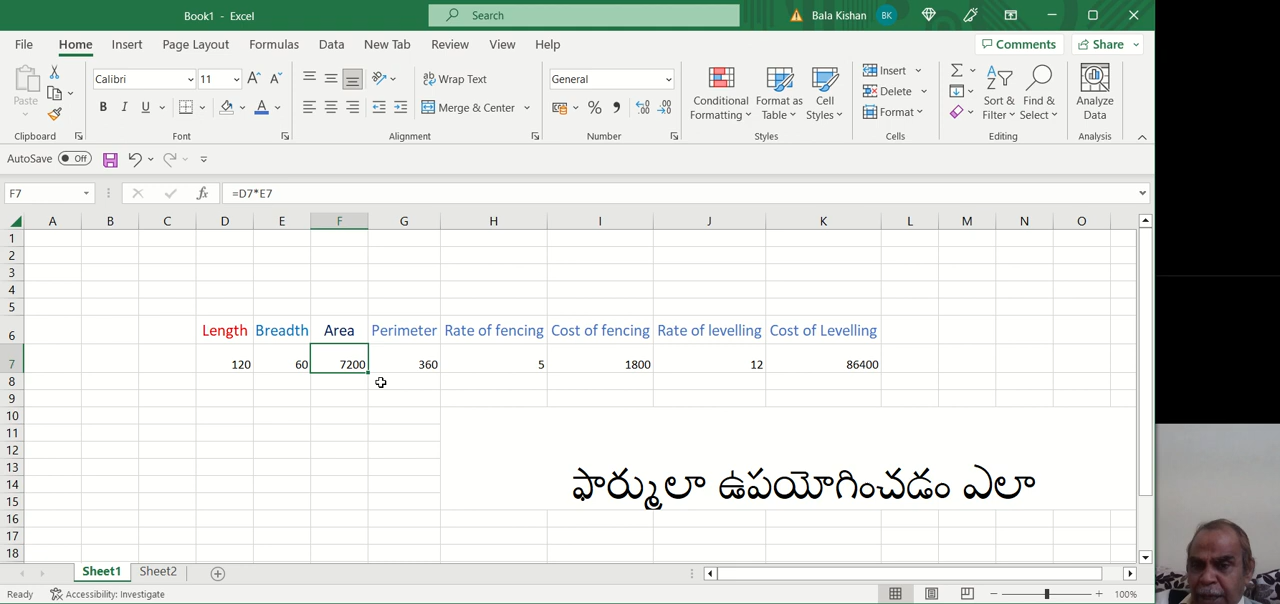 Book1 - Excel
Search
Bala Kishan
BK
File Home Insert Page Layout Formulas Data New Tab Review View Help
Comments
Share
Paste
Calibri
11
Wrap Text
General
Merge & Center
Conditional Formatting
Format as Table
Cell Styles
Insert
Delete
Format
Sort & Filter
Find & Select
Analyze Data
Clipboard Font Alignment Number Styles Cells Editing Analysis
AutoSave Off
F7
fx
=D7*E7
A B C D E F G H I J K L M N O
1
2
3
4
5
6 Length Breadth Area Perimeter Rate of fencing Cost of fencing Rate of levelling Cost of Levelling
7 120 60 7200 360 5 1800 12 86400
8
9
10
11
12
13
14 ఫార్ములా ఉపయోగించడం ఎలా
15
16
17
18
Sheet1 Sheet2
Ready
Accessibility: Investigate
100%